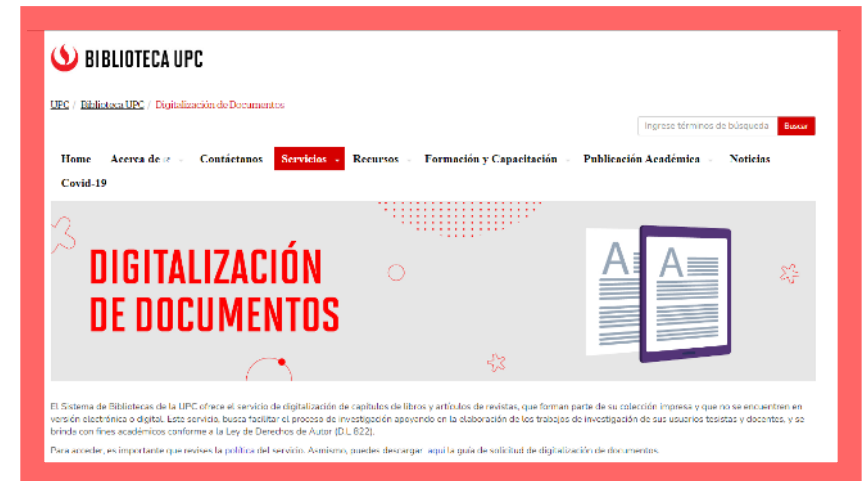 BIBLIOTECA UPC
UPC / Biblioteca UPC / Digitalización de Documentos
Ingrese términos de búsqueda Buscar
Home Acerca de Contáctanos Servicios Recursos Formación y Capacitación Publicación Académica Noticias
Covid-19
DIGITALIZACIÓN
DE DOCUMENTOS
A A
El Sistema de Bibliotecas de la UPC ofrece el servicio de digitalización de capítulos de libros y artículos de revistas, que forman parte de su colección impresa y que no se encuentren en
versión electrónica o digital. Este servicio, busca facilitar el proceso de investigación apoyando en la elaboración de los trabajos de investigación de sus usuarios tesistas y docentes, y se
brinda con fines académicos conforme a la Ley de Derechos de Autor (D.L 822).
Para acceder, es importante que revises la política del servicio. Asimismo, puedes descargar aquí la guía de solicitud de digitalización de documentos.